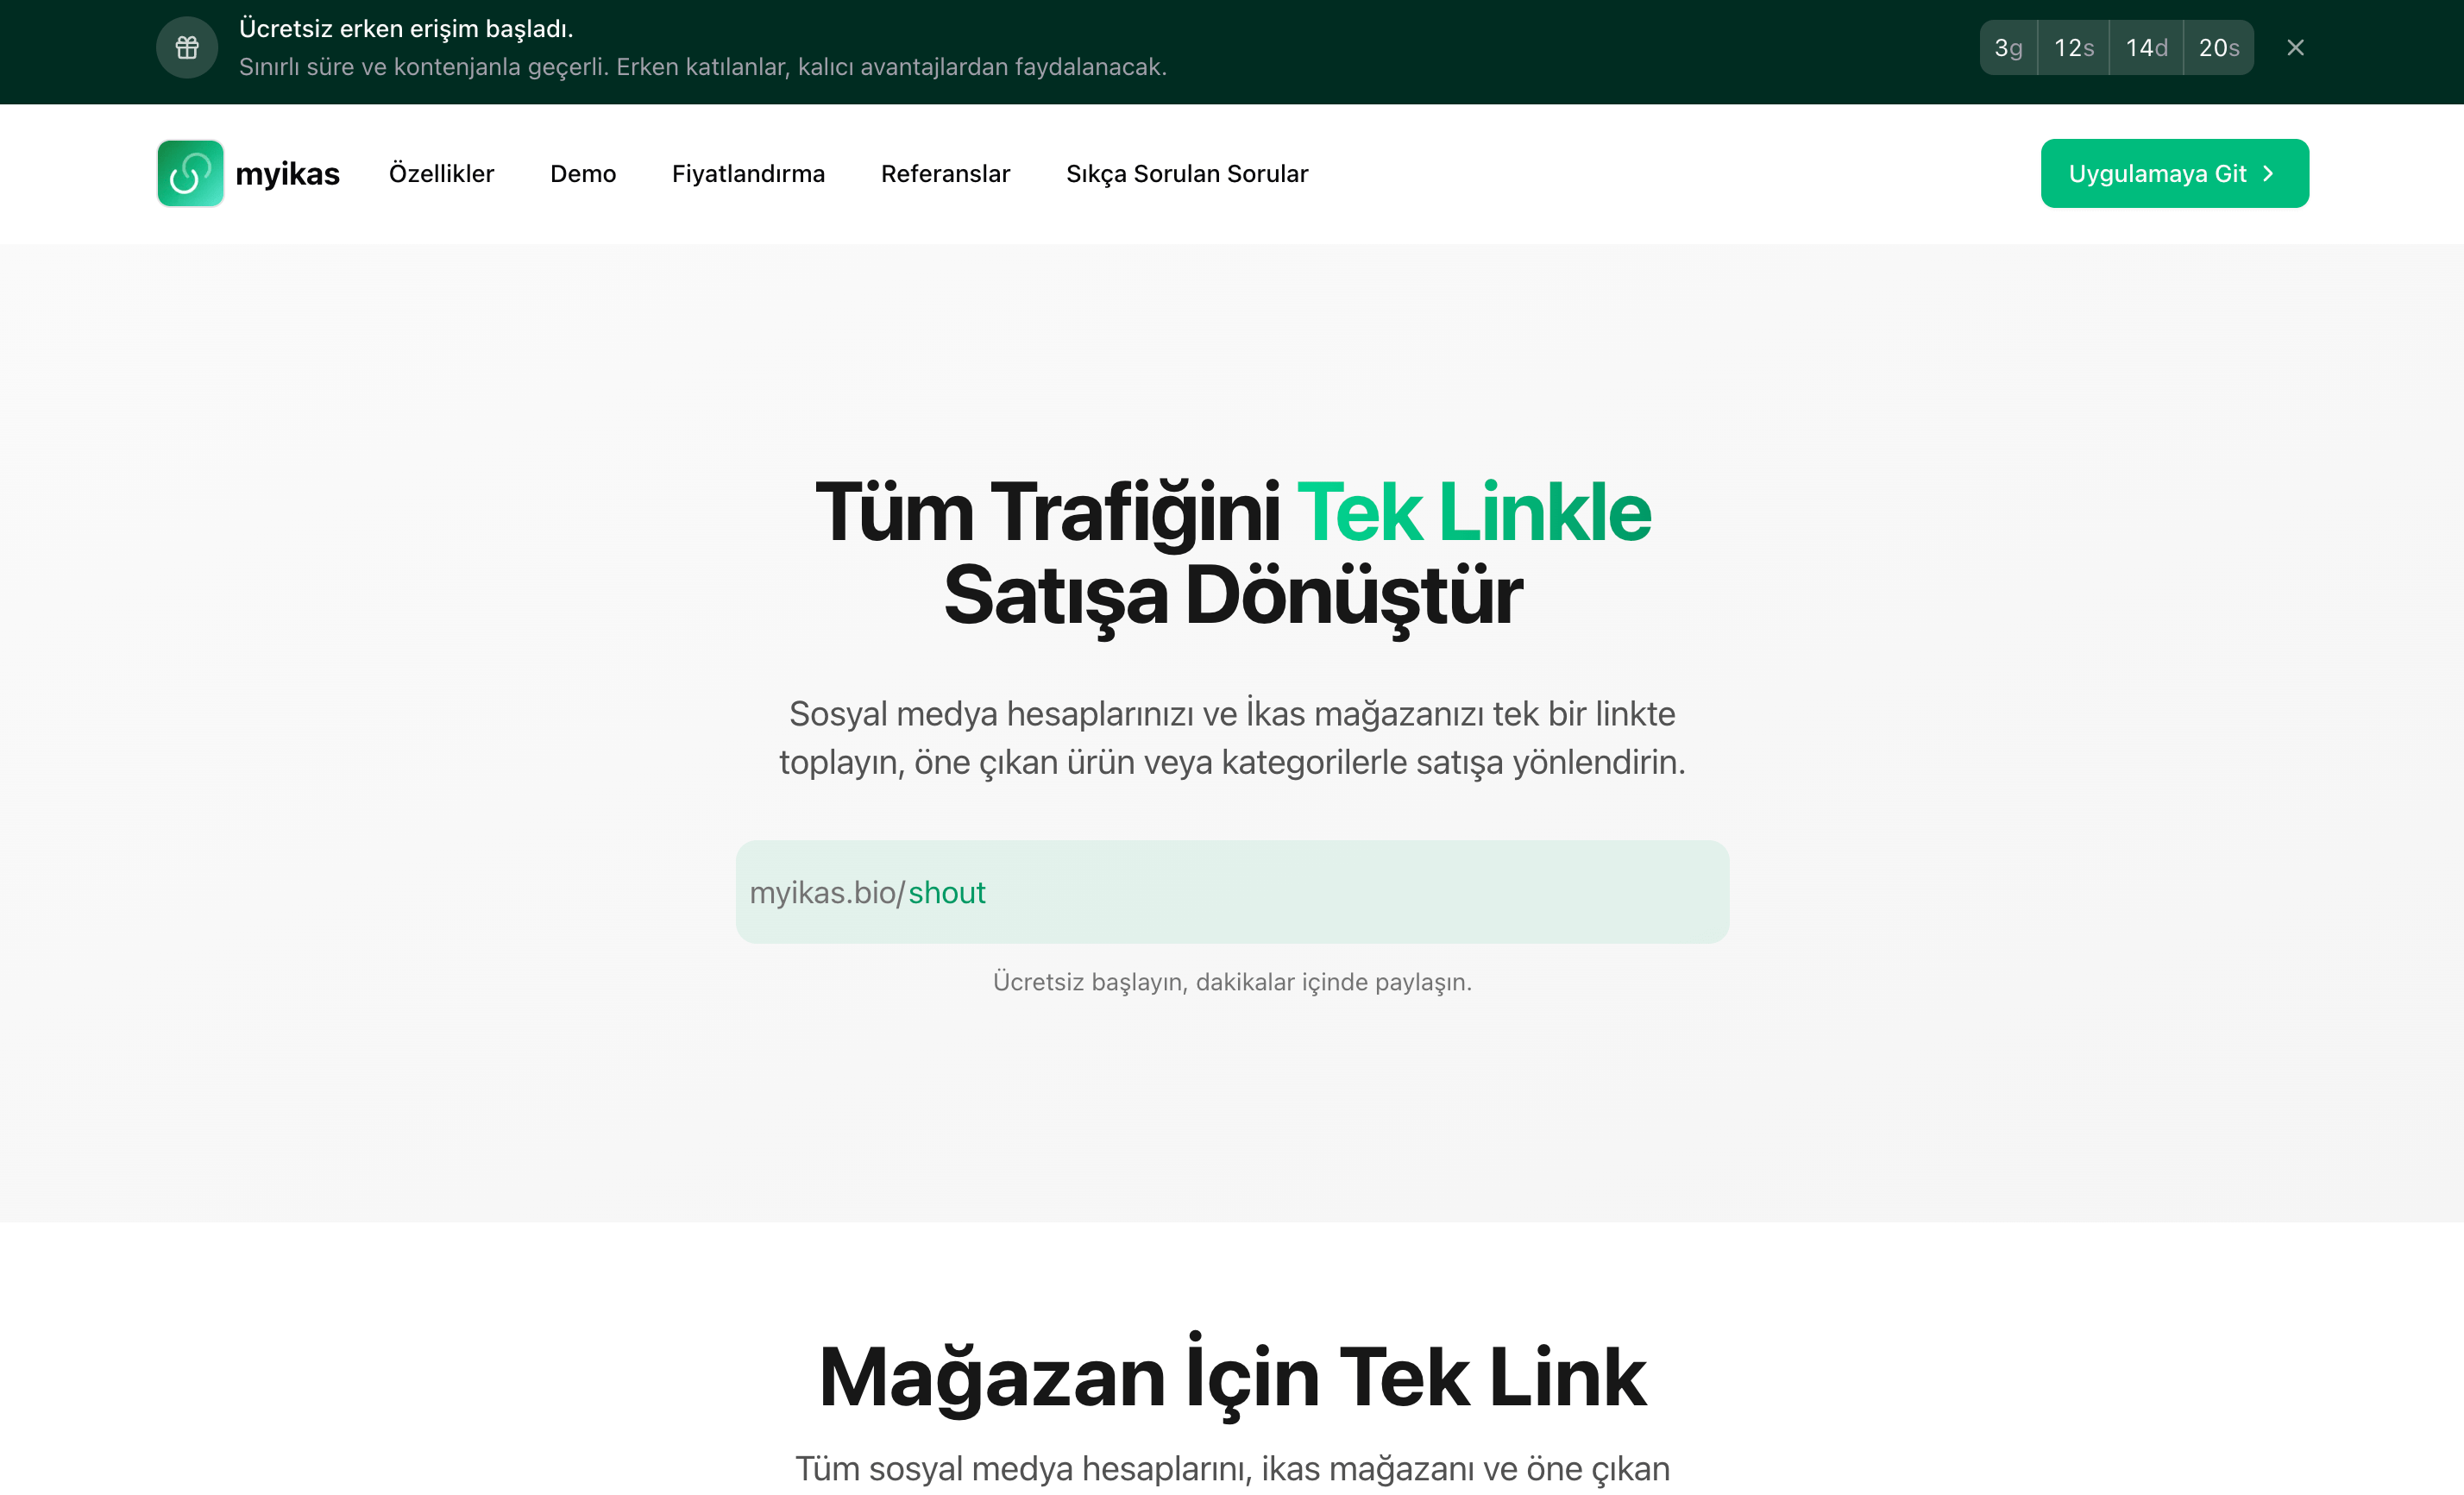 Ücretsiz erken erişim başladı.
Sınırlı süre ve kontenjanla geçerli. Erken katılanlar, kalıcı avantajlardan faydalanacak.
3g 12s 14d 20s
myikas
Özellikler Demo Fiyatlandırma Referanslar Sıkça Sorulan Sorular
Uygulamaya Git
Tüm Trafiğini Tek Linkle
Satışa Dönüştür
Sosyal medya hesaplarınızı ve İkas mağazanızı tek bir linkte
toplayın, öne çıkan ürün veya kategorilerle satışa yönlendirin.
myikas.bio/shout
Ücretsiz başlayın, dakikalar içinde paylaşın.
Mağazan İçin Tek Link
Tüm sosyal medya hesaplarını, ikas mağazanı ve öne çıkan